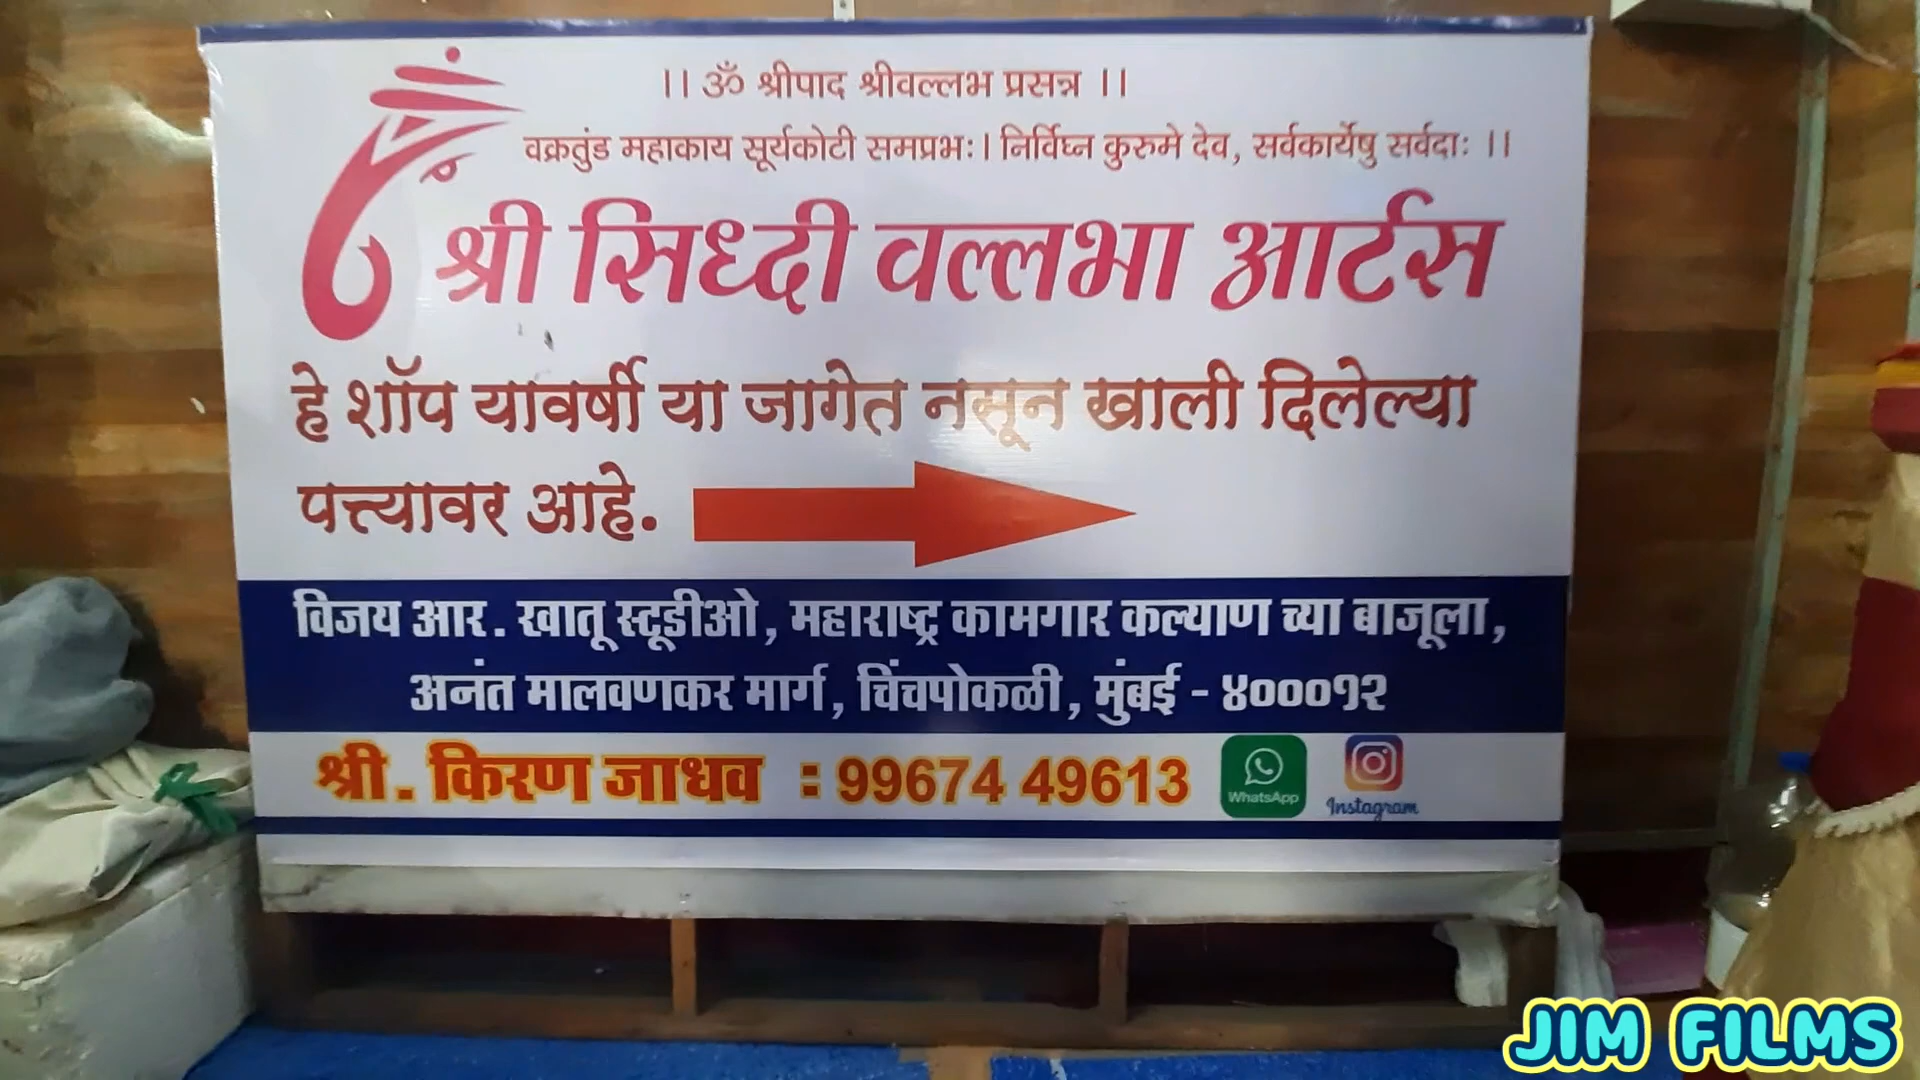 ।। ॐ श्रीपाद श्रीवल्लभ प्रसन्न ।।
वक्रतुंड महाकाय सूर्यकोटी समप्रभः। निर्विघ्न कुरुमे देव, सर्वकार्येषु सर्वदाः ।।
श्री सिध्दी वल्लभा आर्टस
हे शॉप यावर्षी या जागेत नसून खाली दिलेल्या
पत्त्यावर आहे.
विजय आर. खातू स्टूडीओ, महाराष्ट्र कामगार कल्याण च्या बाजूला,
अनंत मालवणकर मार्ग, चिंचपोकळी, मुंबई - ४०००१२
श्री. किरण जाधव : 99674 49613
WhatsApp
Instagram
JIM FILMS